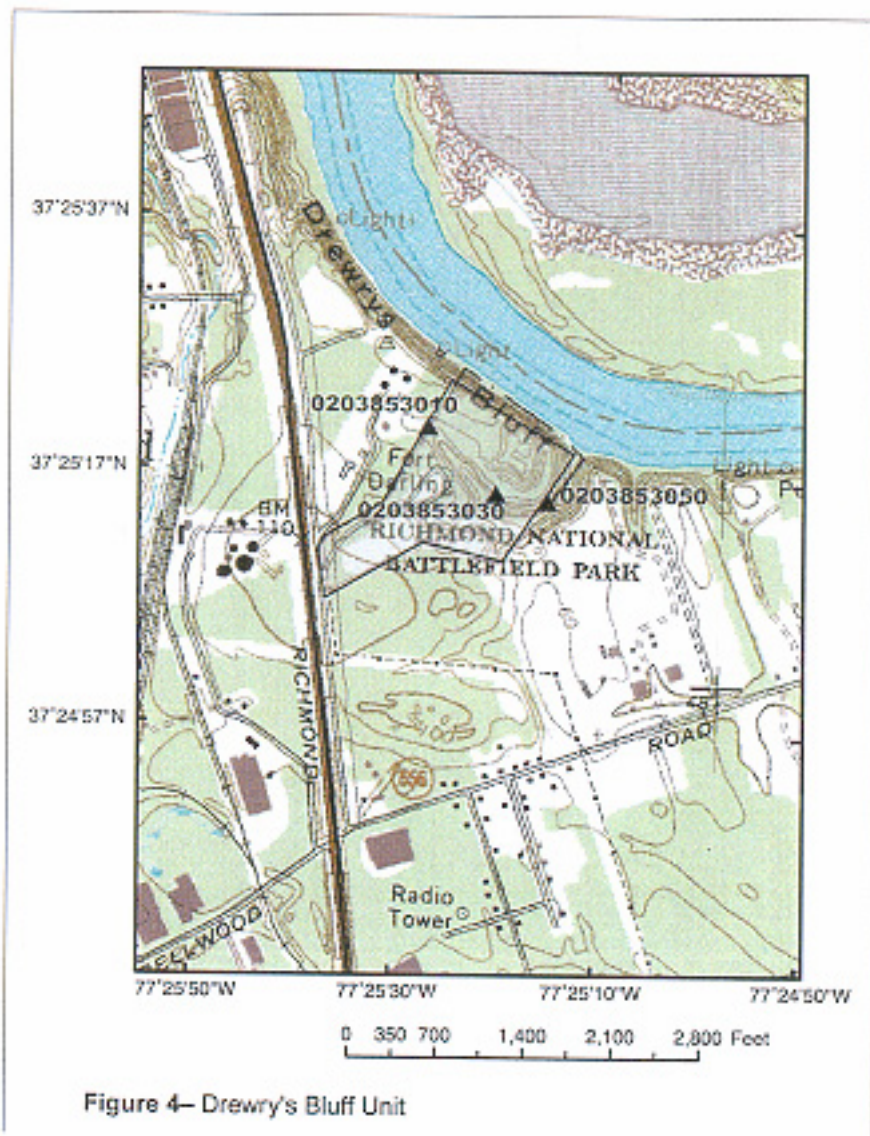 37°25'37"N
37°25'17"N
37°24'57"N
Drewrys
Bluff
Light
Light
Light
0203853010
Fort
Darling
0203853030
0203853050
BM
110
RICHMOND NATIONAL
BATTLEFIELD PARK
60
RICHMOND
ROAD
656
100
Radio
Tower
BELLWOOD
77°25'50"W
77°25'30"W
77°25'10"W
77°24'50"W
0 350 700 1,400 2,100 2,800 Feet
Figure 4– Drewry's Bluff Unit